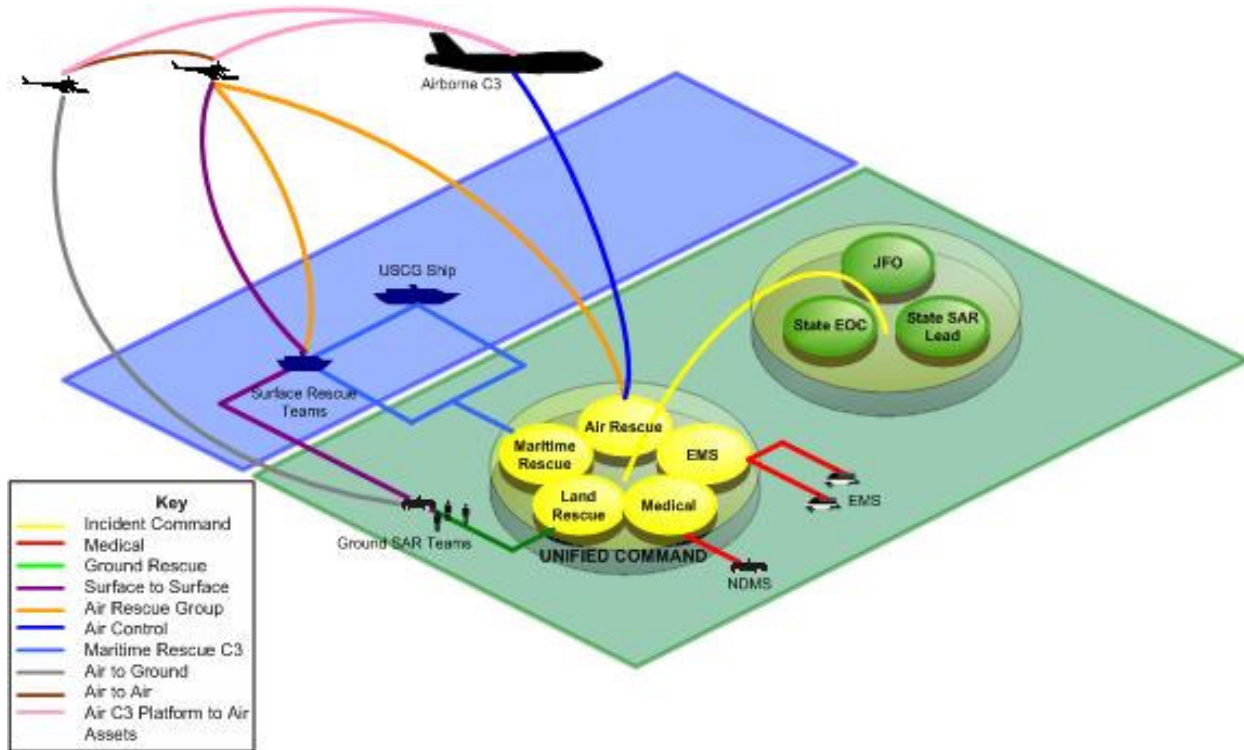 Airborne C3
USCG Ship
Surface Rescue
Teams
JFO
State EOC
State SAR
Lead
Air Rescue
Maritime
Rescue
EMS
Land
Rescue
Medical
UNIFIED COMMAND
EMS
NDMS
Ground SAR Teams
Key
Incident Command
Medical
Ground Rescue
Surface to Surface
Air Rescue Group
Air Control
Maritime Rescue C3
Air to Ground
Air to Air
Air C3 Platform to Air
Assets